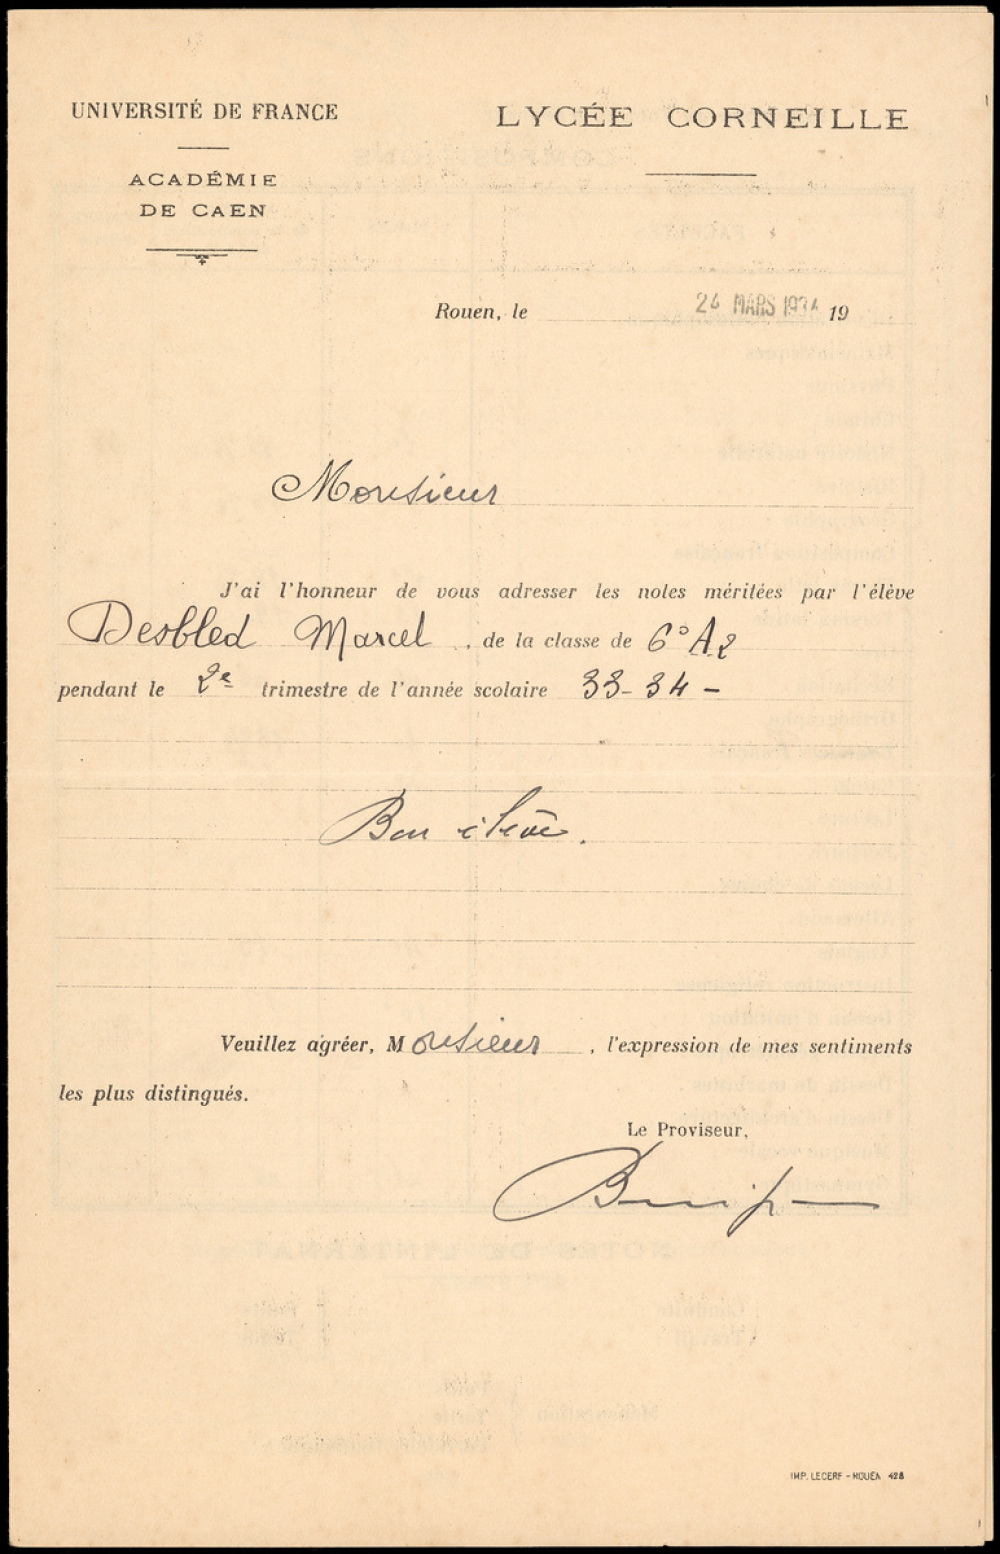 UNIVERSITÉ DE FRANCE
ACADÉMIE
DE CAEN
LYCÉE CORNEILLE
Rouen, le 24 MARS 1934 19
Monsieur
J'ai l'honneur de vous adresser les notes méritées par l'élève
Desbled Marcel, de la classe de 6º A2
pendant le 2e trimestre de l'année scolaire 33-34-
Bon élève.
Veuillez agréer, Monsieur, l'expression de mes sentiments
les plus distingués.
Le Proviseur,
IMP. LECERF - ROUEN 428